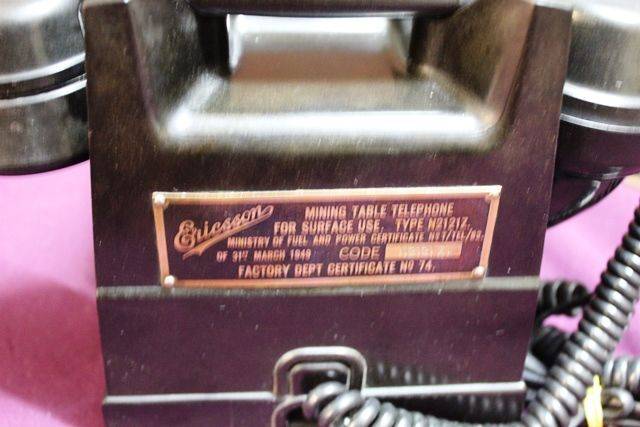 Ericsson
MINING TABLE TELEPHONE
FOR SURFACE USE, TYPE N3121Z.
MINISTRY OF FUEL AND POWER CERTIFICATE
OF 31ST MARCH 1949 CODE
FACTORY DEPT CERTIFICATE NO 74.